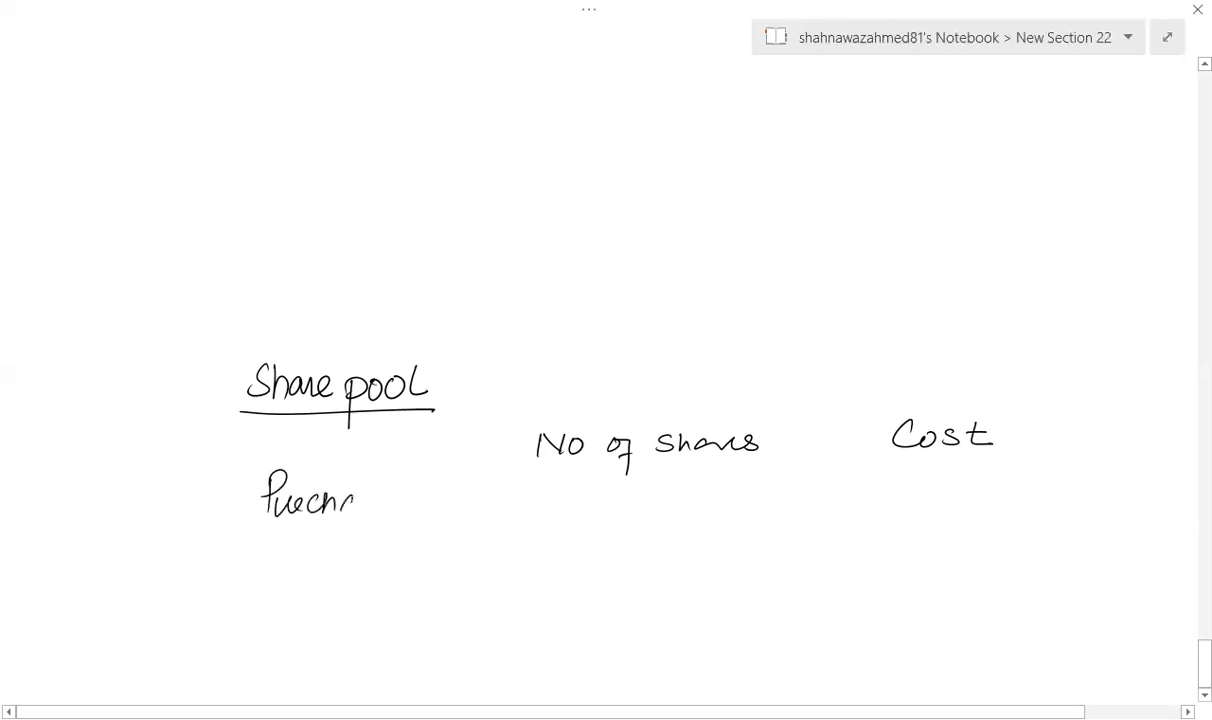 shahnawazahmed81's Notebook > New Section 22
Share pool
No of shares Cost